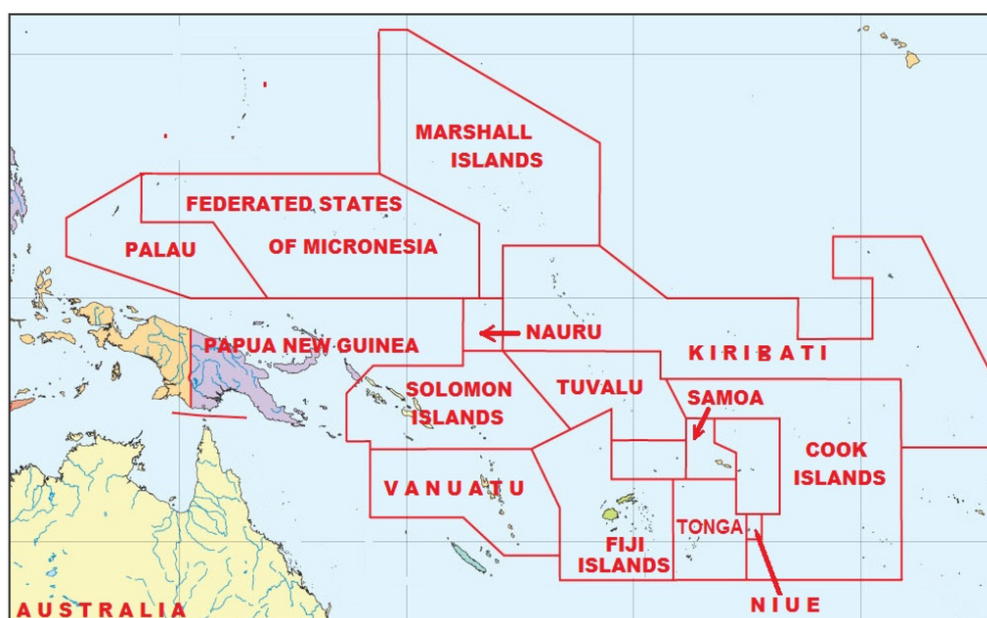 MARSHALL
ISLANDS
FEDERATED STATES
OF MICRONESIA
PALAU
PAPUA NEW GUINEA
NAURU
KIRIBATI
SOLOMON
ISLANDS
TUVALU
SAMOA
COOK
ISLANDS
VANUATU
TONGA
FIJI
ISLANDS
NIUE
AUSTRALIA